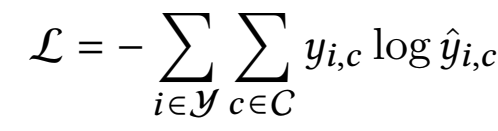 ℒ = − ∑_{i∈𝒴} ∑_{c∈𝒞} y_{i,c} log ŷ_{i,c}